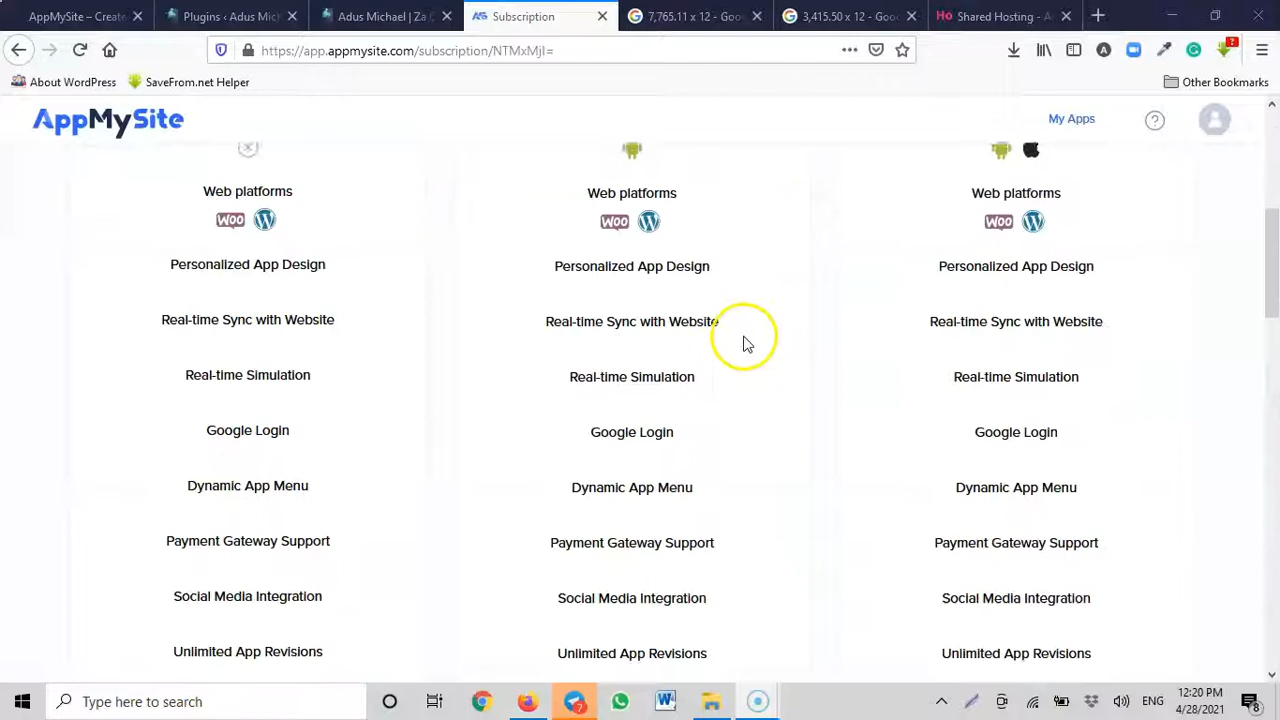 AppMySite - Create
Plugins ‹ Adus Mic
Adus Michael | Za
Subscription
7,765.11 x 12 - Goo
3,415.50 x 12 - Goo
Ho Shared Hosting - A
https://app.appmysite.com/subscription/NTMxMjI=
About WordPress
SaveFrom.net Helper
Other Bookmarks
AppMySite
My Apps
?
Web platforms
Web platforms
Web platforms
WOO
WOO
WOO
Personalized App Design
Personalized App Design
Personalized App Design
Real-time Sync with Website
Real-time Sync with Website
Real-time Sync with Website
Real-time Simulation
Real-time Simulation
Real-time Simulation
Google Login
Google Login
Google Login
Dynamic App Menu
Dynamic App Menu
Dynamic App Menu
Payment Gateway Support
Payment Gateway Support
Payment Gateway Support
Social Media Integration
Social Media Integration
Social Media Integration
Unlimited App Revisions
Unlimited App Revisions
Unlimited App Revisions
Type here to search
7
ENG
12:20 PM
4/28/2021
8